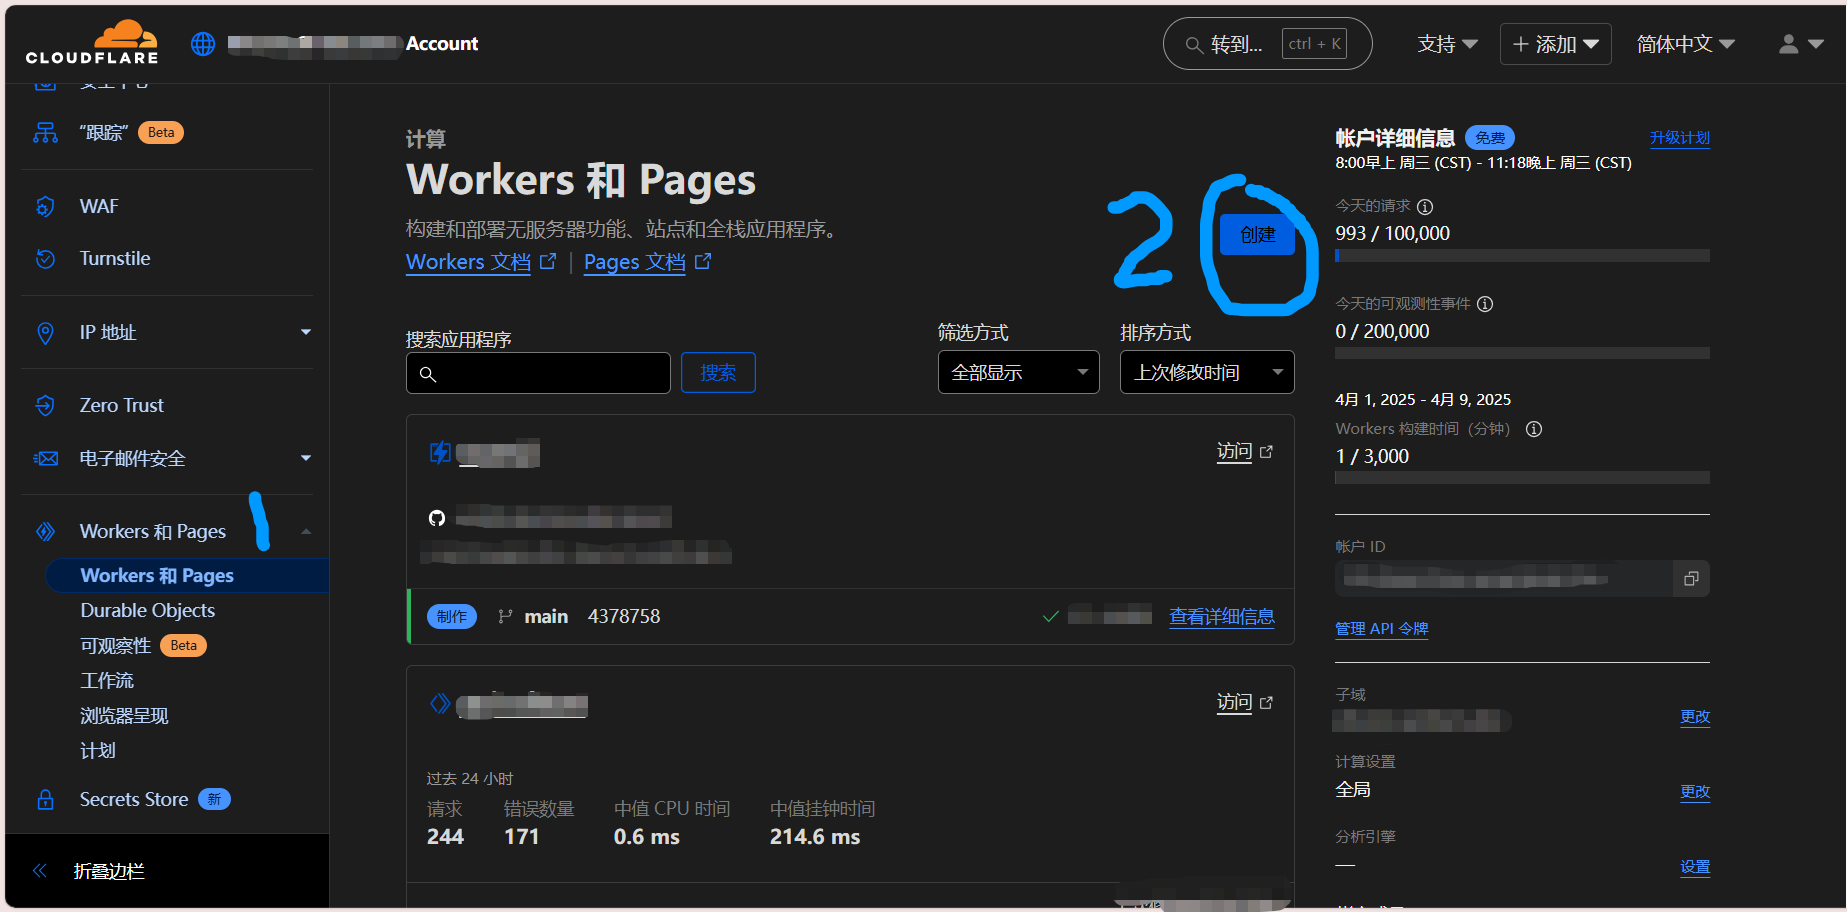 CLOUDFLARE
Account
转到...
ctrl + K
支持
添加
简体中文
安全中心
“跟踪”
Beta
WAF
Turnstile
IP 地址
Zero Trust
电子邮件安全
Workers 和 Pages
1
Workers 和 Pages
Durable Objects
可观察性
Beta
工作流
浏览器呈现
计划
Secrets Store
新
折叠边栏
计算
Workers 和 Pages
构建和部署无服务器功能、站点和全栈应用程序。
Workers 文档
Pages 文档
2
创建
搜索应用程序
搜索
筛选方式
全部显示
排序方式
上次修改时间
访问
制作
main
4378758
查看详细信息
访问
过去 24 小时
请求
错误数量
中值 CPU 时间
中值挂钟时间
244
171
0.6 ms
214.6 ms
帐户详细信息
免费
升级计划
8:00早上 周三 (CST) - 11:18晚上 周三 (CST)
今天的请求
993 / 100,000
今天的可观测性事件
0 / 200,000
4月 1, 2025 - 4月 9, 2025
Workers 构建时间（分钟）
1 / 3,000
帐户 ID
管理 API 令牌
子域
更改
计算设置
全局
更改
分析引擎
—
设置